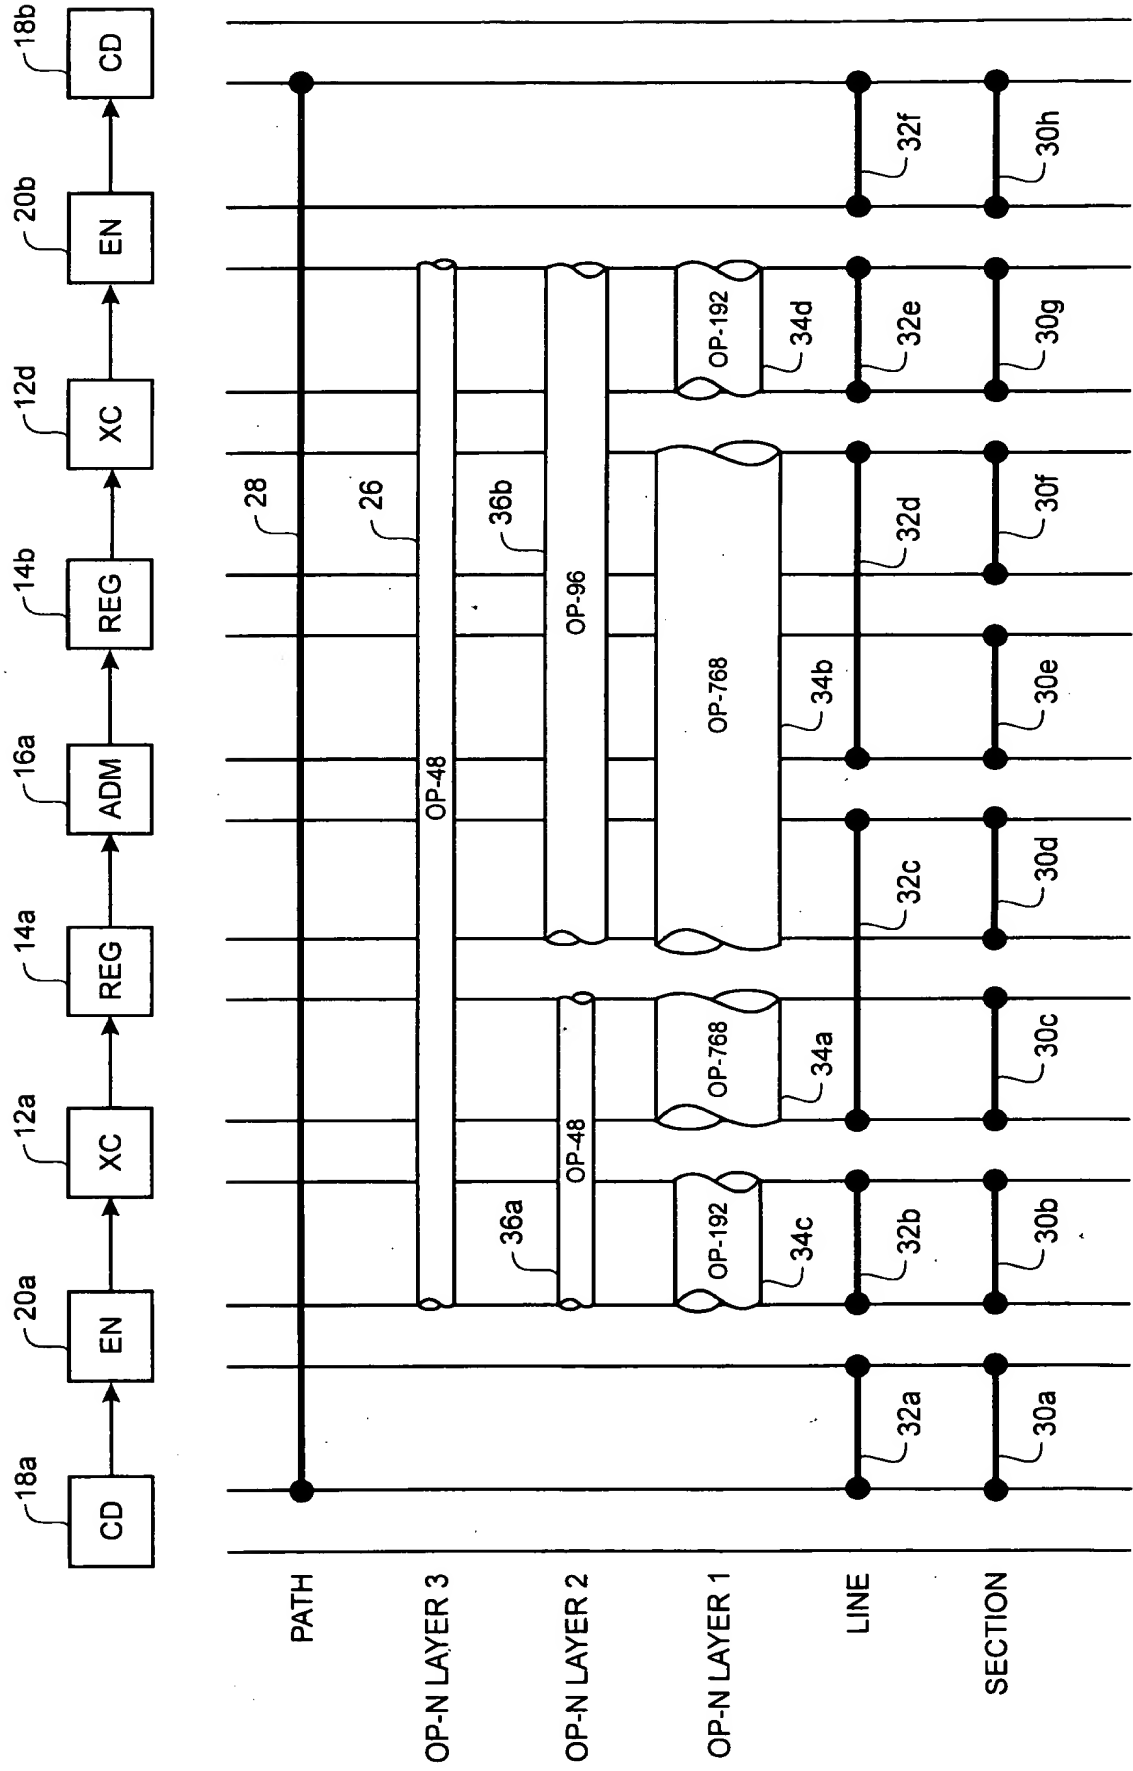 18a 20a 12a 14a 16a 14b 12d 20b 18b
CD EN XC REG ADM REG XC EN CD
PATH 28
OP-N LAYER 3 OP-48 26
OP-N LAYER 2 36a OP-48 OP-96 36b
OP-N LAYER 1 OP-192 OP-768 OP-768 OP-192
34c 34a 34b 34d
LINE
32a 32b 32c 32d 32e 32f
SECTION
30a 30b 30c 30d 30e 30f 30g 30h